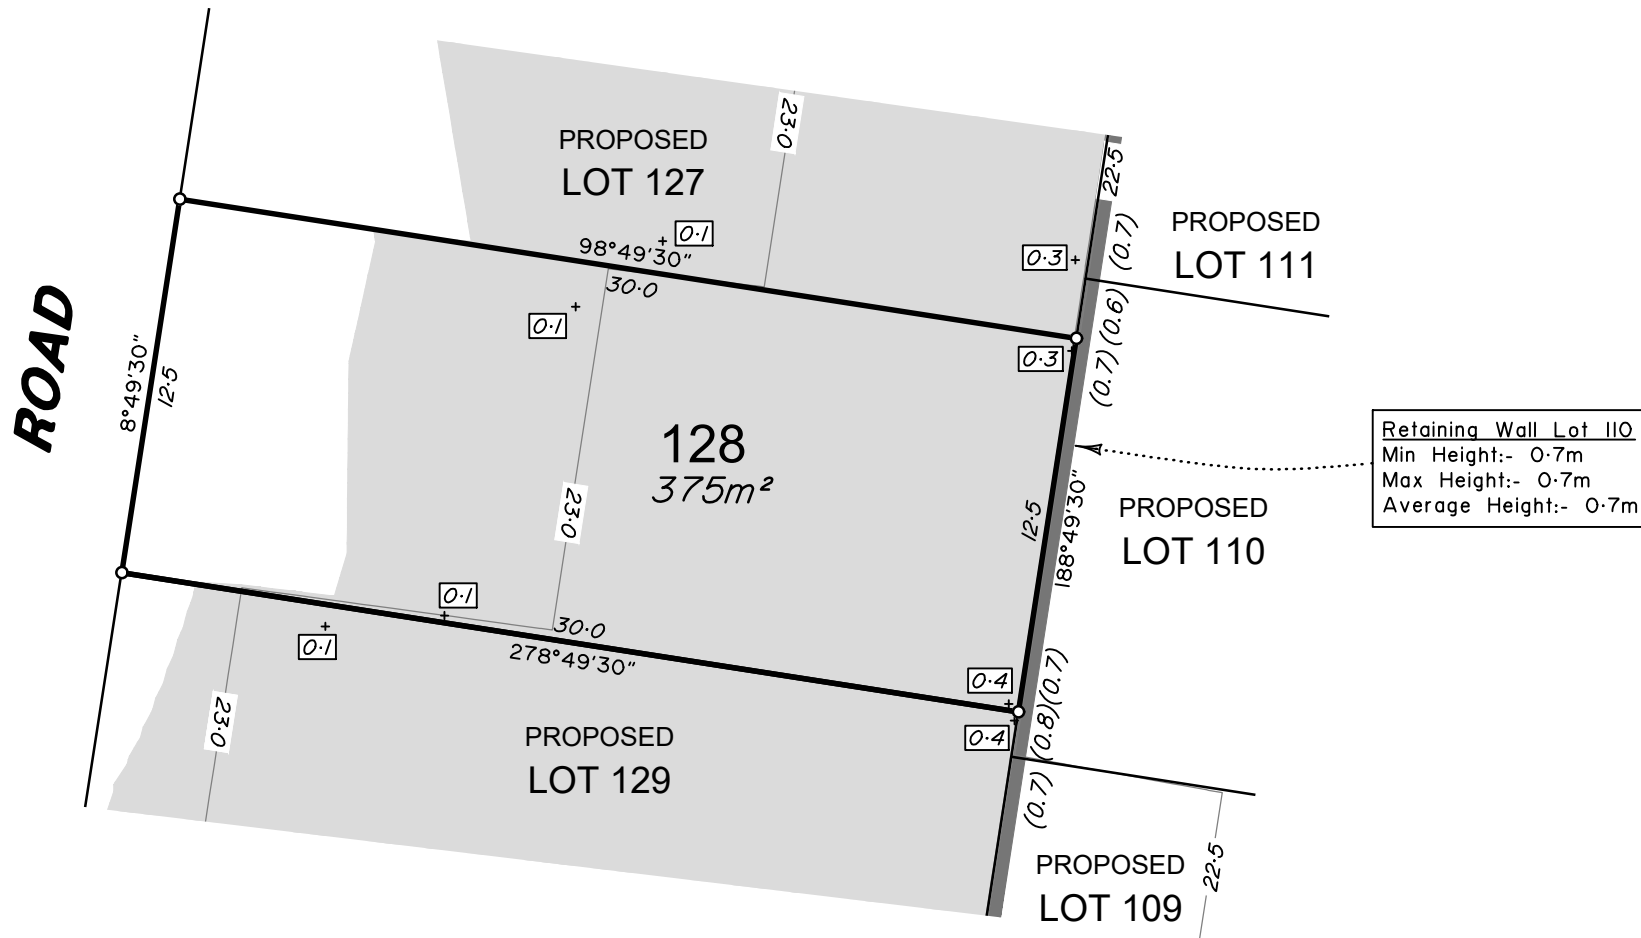 23·0
PROPOSED
LOT 127
22·5
0·1
98°49'30"
30·0
0·3
(0.7)
PROPOSED
LOT 111
ROAD
8°49'30"
12·5
0·1
0·3
(0.6)
(0.7)
128
375m²
23·0
12·5
188°49'30"
PROPOSED
LOT 110
Retaining Wall Lot 110
Min Height:- 0·7m
Max Height:- 0·7m
Average Height:- 0·7m
0·1
0·1
30·0
278°49'30"
0·4
(0.7)
0·4
(0.8)
23·0
PROPOSED
LOT 129
(0.7)
PROPOSED
LOT 109
22·5